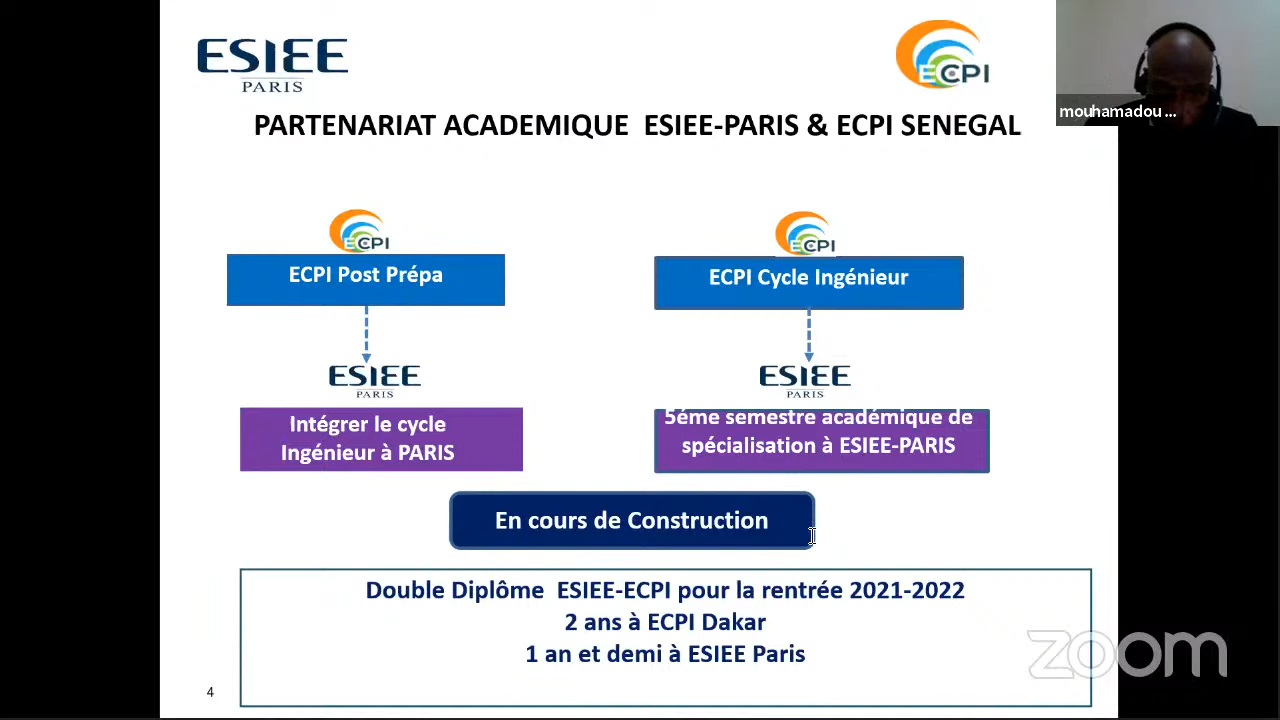 ESIEE
PARIS
ECPI
mouhamadou ...
PARTENARIAT ACADEMIQUE ESIEE-PARIS & ECPI SENEGAL
ECPI
ECPI
ECPI Post Prépa
ECPI Cycle Ingénieur
ESIEE
PARIS
ESIEE
PARIS
Intégrer le cycle
Ingénieur à PARIS
5éme semestre académique de
spécialisation à ESIEE-PARIS
En cours de Construction
Double Diplôme ESIEE-ECPI pour la rentrée 2021-2022
2 ans à ECPI Dakar
1 an et demi à ESIEE Paris
zoom
4